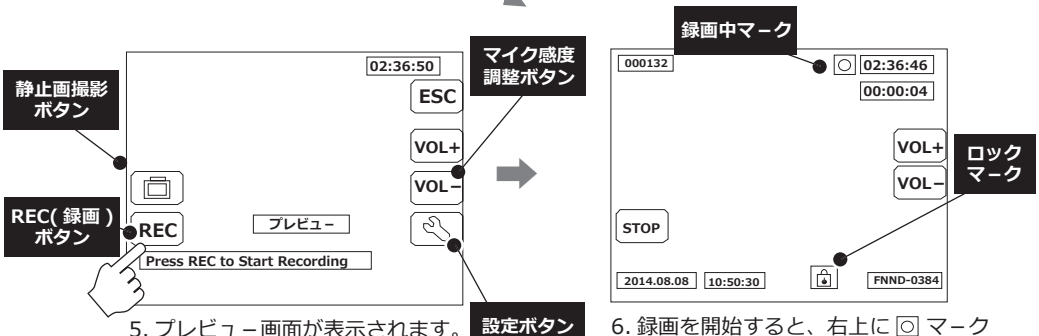 静止画撮影
ボタン
02:36:50
マイク感度
調整ボタン
ESC
VOL+
VOL−
REC( 録画 )
ボタン
REC
プレビュー
Press REC to Start Recording
設定ボタン
5. プレビュー画面が表示されます。
録画中マーク
000132
02:36:46
00:00:04
VOL+
VOL−
ロック
マーク
STOP
2014.08.08
10:50:30
FNND-0384
6. 録画を開始すると、右上に マーク